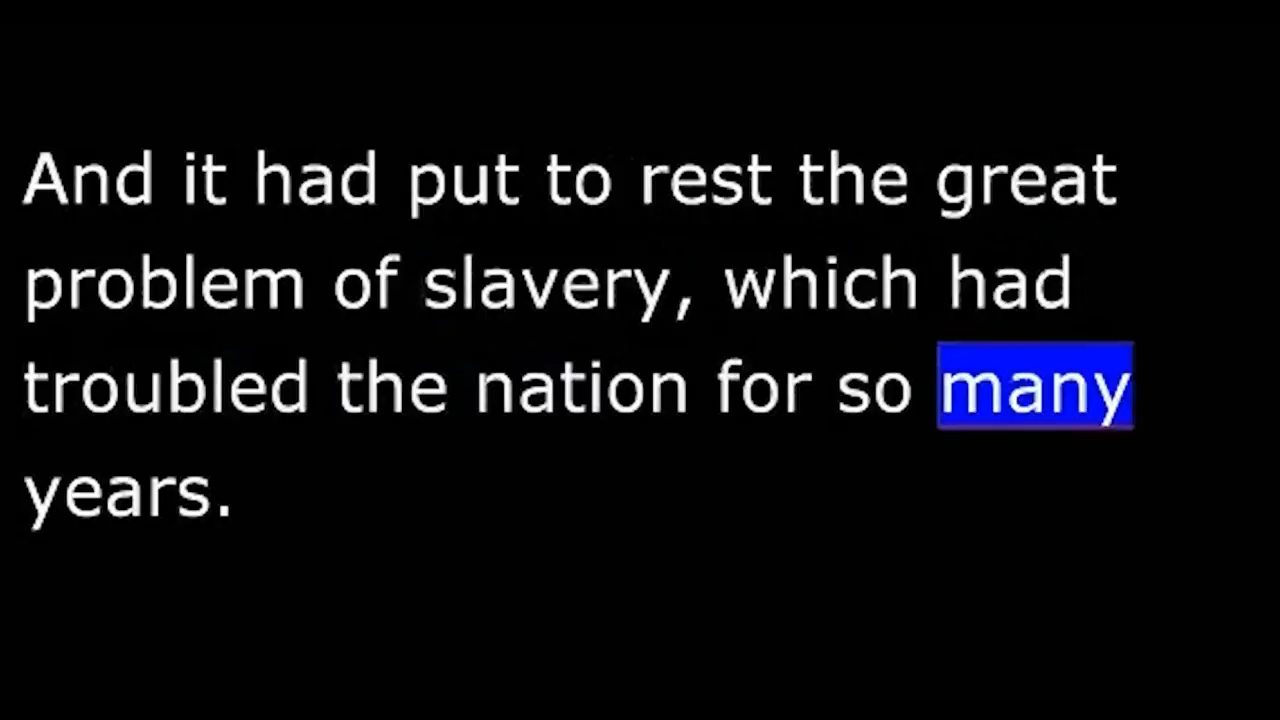 And it had put to rest the great
problem of slavery, which had
troubled the nation for so many
years.